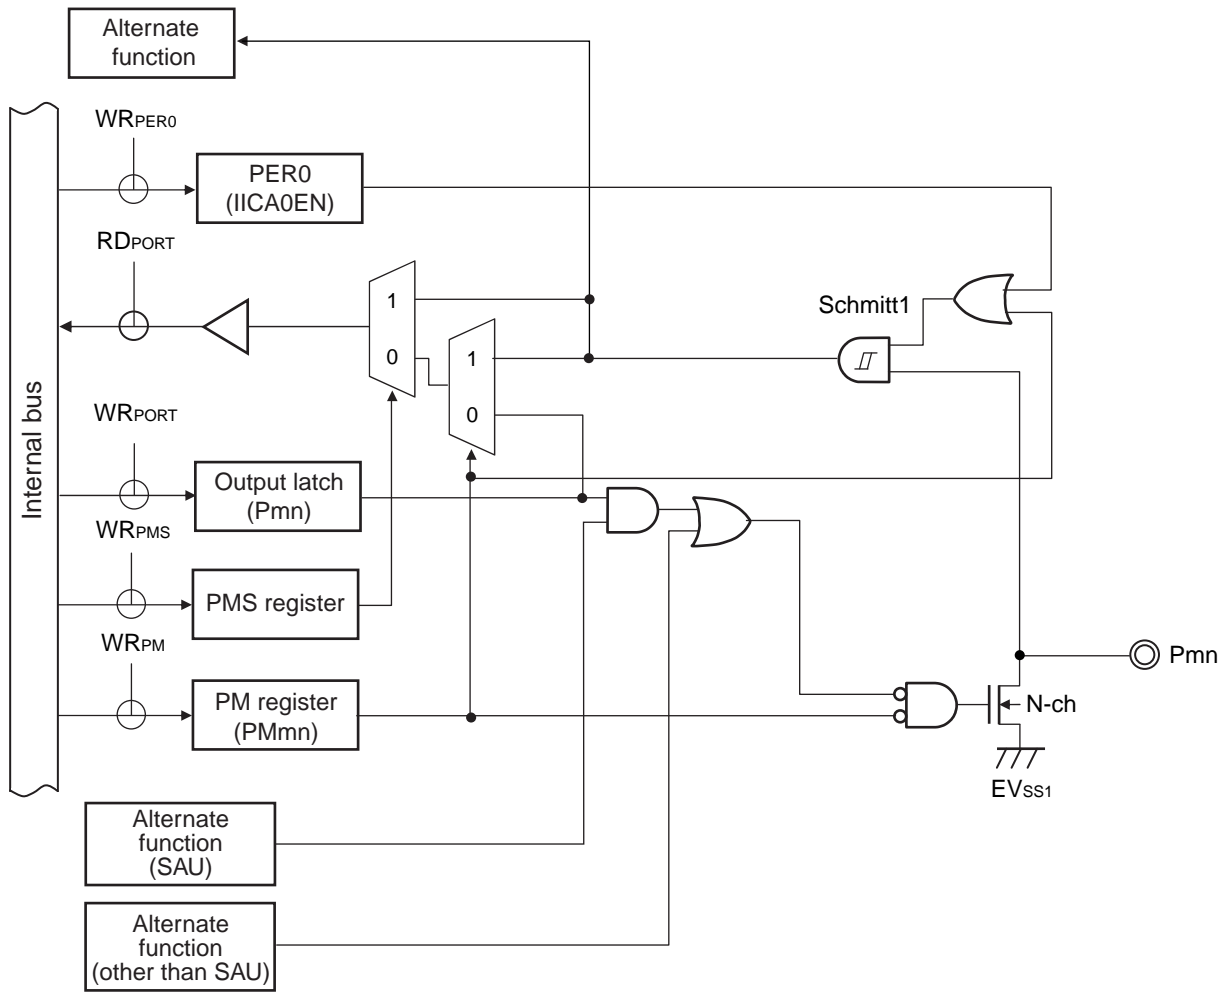 Alternate
function
WRPER0
PER0
(IICA0EN)
RDPORT
1
0
1
0
Schmitt1
Internal bus
WRPORT
Output latch
(Pmn)
WRPMS
PMS register
WRPM
PM register
(PMmn)
Pmn
N-ch
EVSS1
Alternate
function
(SAU)
Alternate
function
(other than SAU)